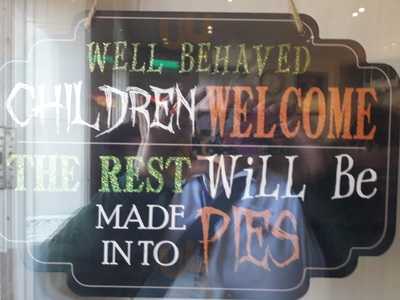 WELL BEHAVED
CHILDREN WELCOME
THE REST WiLL Be
MADE PIES
INTO